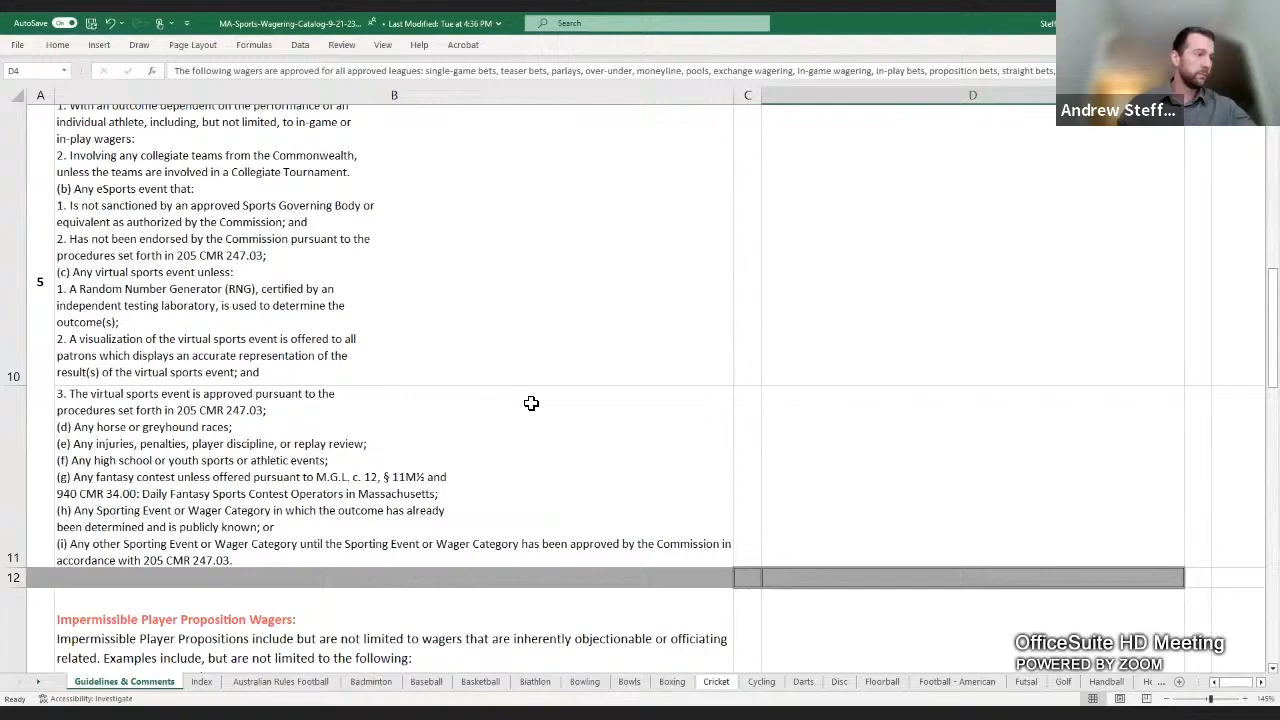 AutoSave On MA-Sports-Wagering-Catalog-9-21-23... • Last Modified: Tue at 4:36 PM Search Steff
File Home Insert Draw Page Layout Formulas Data Review View Help Acrobat
D4 fx The following wagers are approved for all approved leagues: single-game bets, teaser bets, parlays, over-under, moneyline, pools, exchange wagering, in-game wagering, in-play bets, proposition bets, straight bets,
Andrew Steff...
A B C D
1. With an outcome dependent on the performance of an
individual athlete, including, but not limited, to in-game or
in-play wagers:
2. Involving any collegiate teams from the Commonwealth,
unless the teams are involved in a Collegiate Tournament.
(b) Any eSports event that:
1. Is not sanctioned by an approved Sports Governing Body or
equivalent as authorized by the Commission; and
2. Has not been endorsed by the Commission pursuant to the
procedures set forth in 205 CMR 247.03;
(c) Any virtual sports event unless:
5
1. A Random Number Generator (RNG), certified by an
independent testing laboratory, is used to determine the
outcome(s);
2. A visualization of the virtual sports event is offered to all
patrons which displays an accurate representation of the
result(s) of the virtual sports event; and
10
3. The virtual sports event is approved pursuant to the
procedures set forth in 205 CMR 247.03;
(d) Any horse or greyhound races;
(e) Any injuries, penalties, player discipline, or replay review;
(f) Any high school or youth sports or athletic events;
(g) Any fantasy contest unless offered pursuant to M.G.L. c. 12, § 11M½ and
940 CMR 34.00: Daily Fantasy Sports Contest Operators in Massachusetts;
(h) Any Sporting Event or Wager Category in which the outcome has already
been determined and is publicly known; or
(i) Any other Sporting Event or Wager Category until the Sporting Event or Wager Category has been approved by the Commission in
11
accordance with 205 CMR 247.03.
12
Impermissible Player Proposition Wagers:
Impermissible Player Propositions include but are not limited to wagers that are inherently objectionable or officiating
related. Examples include, but are not limited to the following:
OfficeSuite HD Meeting
POWERED BY ZOOM
Guidelines & Comments Index Australian Rules Football Badminton Baseball Basketball Biathlon Bowling Bowls Boxing Cricket Cycling Darts Disc Floorball Football - American Futsal Golf Handball Ho ...
Ready Accessibility: Investigate 145%